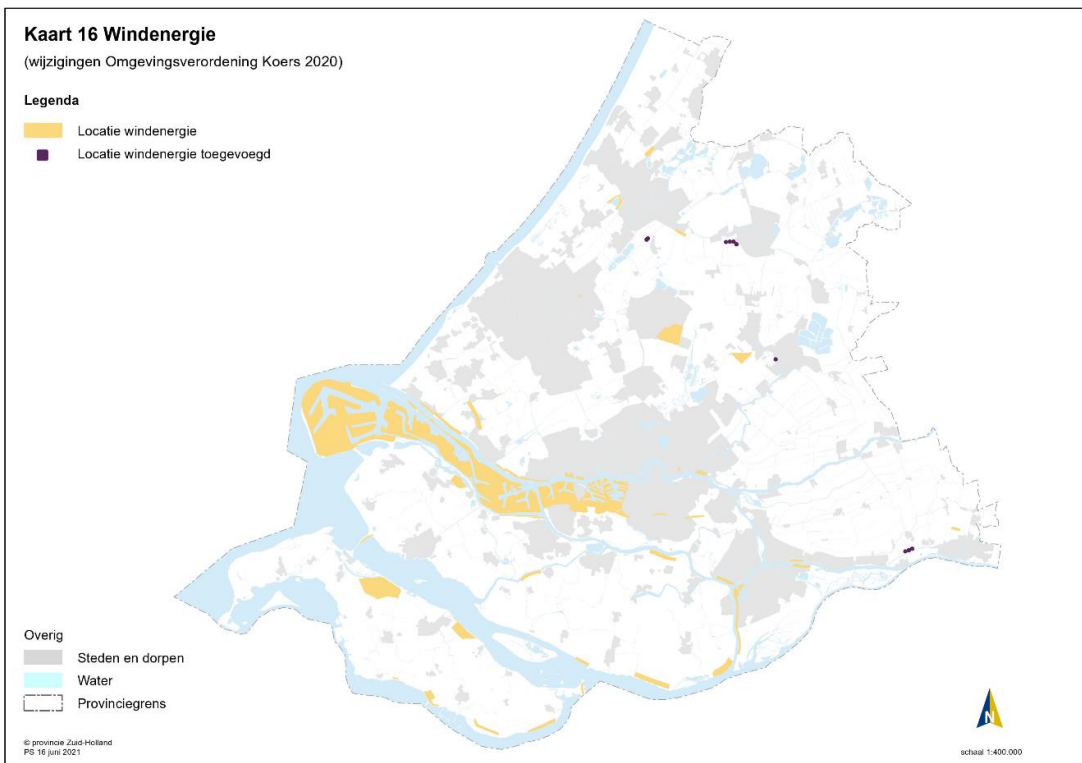 Kaart 16 Windenergie
(wijzigingen Omgevingsverordening Koers 2020)
Legenda
Locatie windenergie
Locatie windenergie toegevoegd
Overig
Steden en dorpen
Water
Provinciegrens
© provincie Zuid-Holland
PS 16 juni 2021
N
schaal 1:400.000